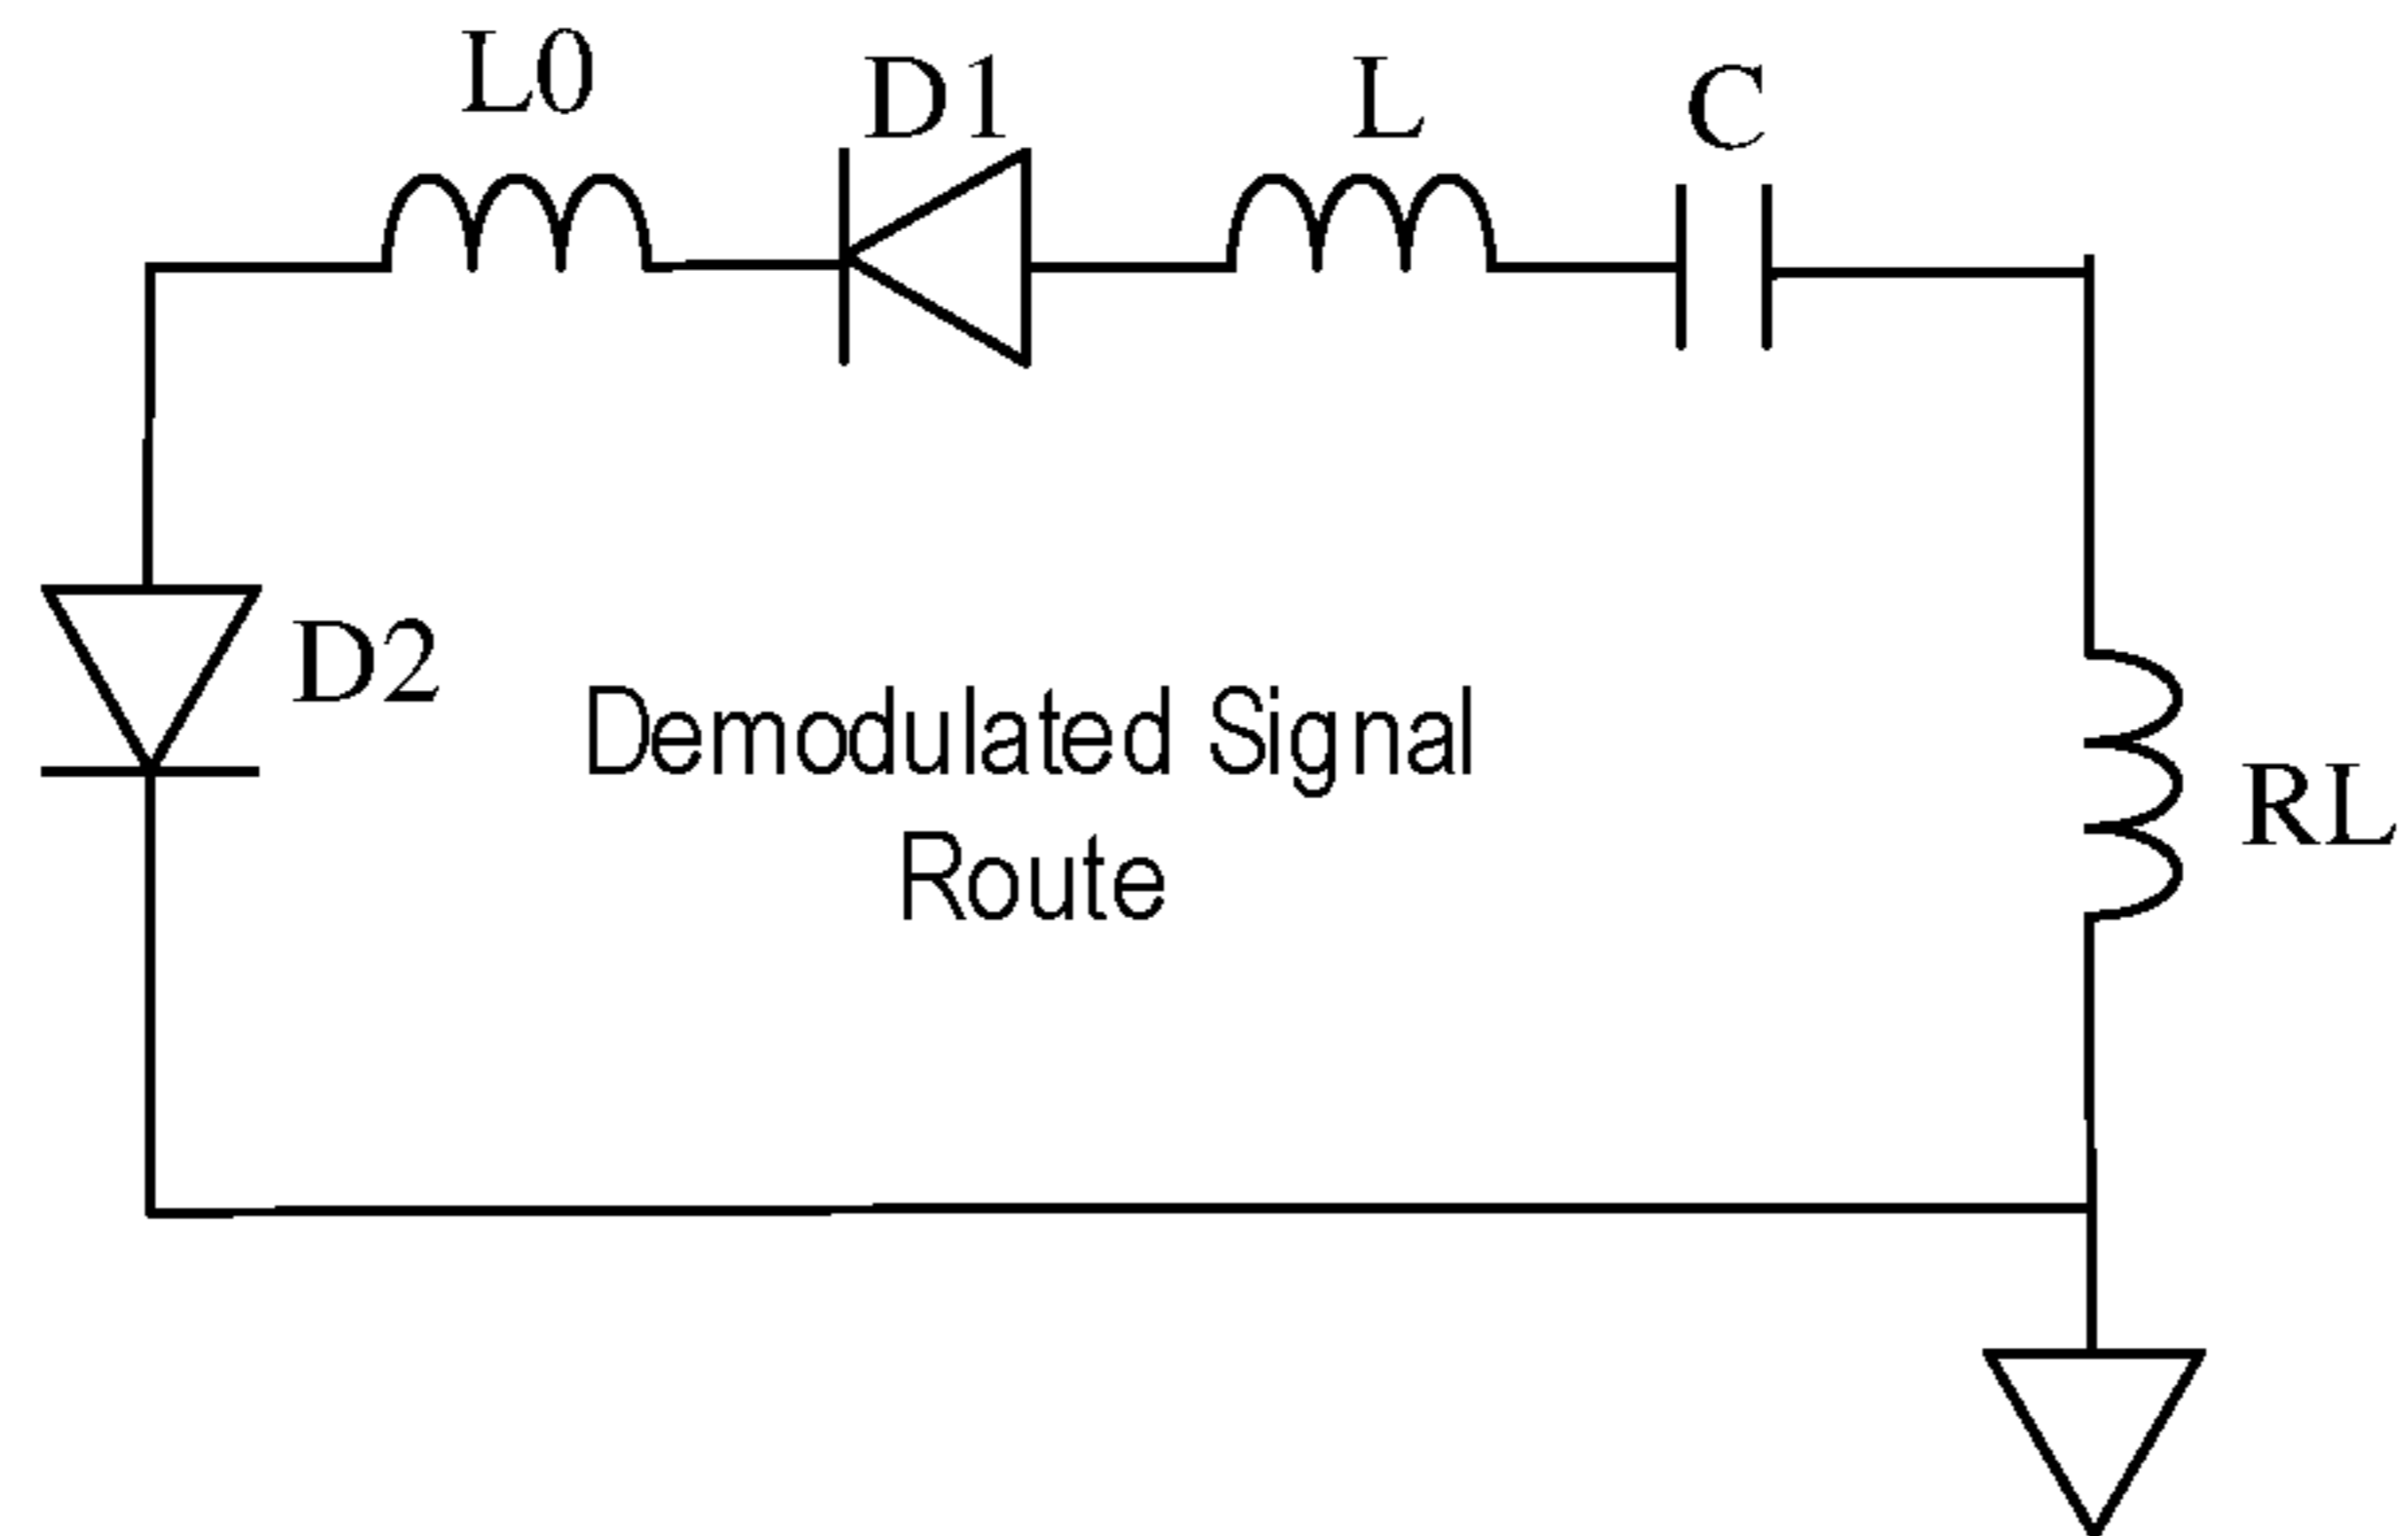 L0
D1
L
C
D2
Demodulated Signal
Route
RL